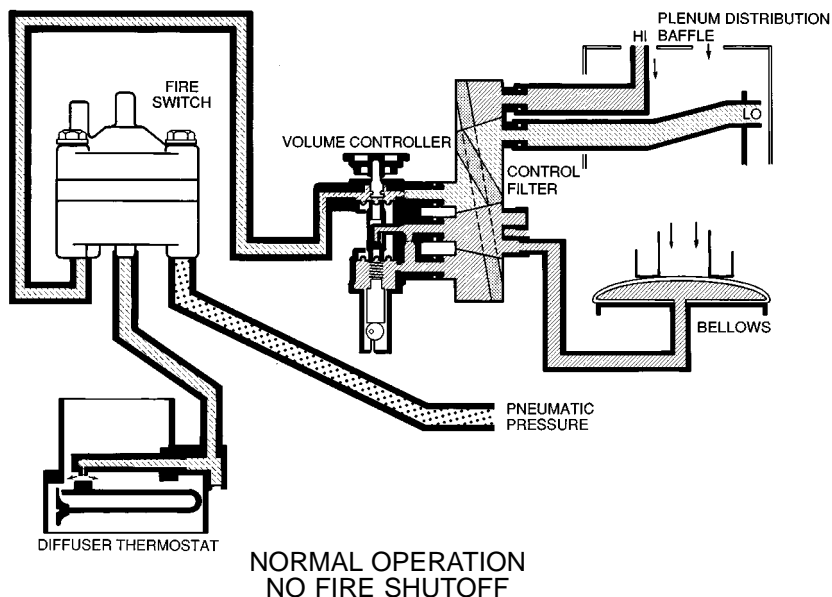 PLENUM DISTRIBUTION
BAFFLE
HI
FIRE
SWITCH
VOLUME CONTROLLER
LO
CONTROL
FILTER
BELLOWS
PNEUMATIC
PRESSURE
DIFFUSER THERMOSTAT
NORMAL OPERATION
NO FIRE SHUTOFF